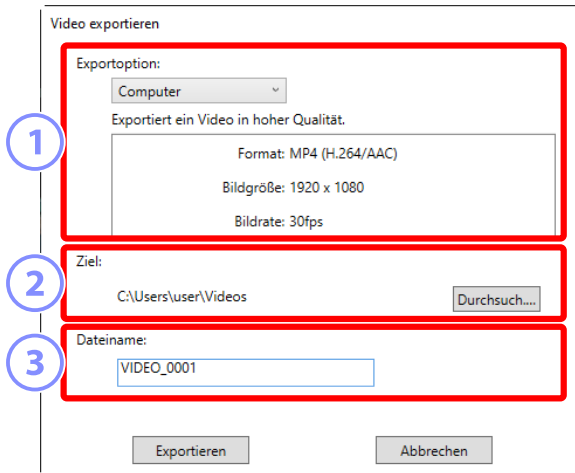 Video exportieren
Exportoption:
Computer
Exportiert ein Video in hoher Qualität.
1
Format: MP4 (H.264/AAC)
Bildgröße: 1920 x 1080
Bildrate: 30fps
Ziel:
2
C:\Users\user\Videos Durchsuch....
Dateiname:
3
VIDEO_0001
Exportieren Abbrechen